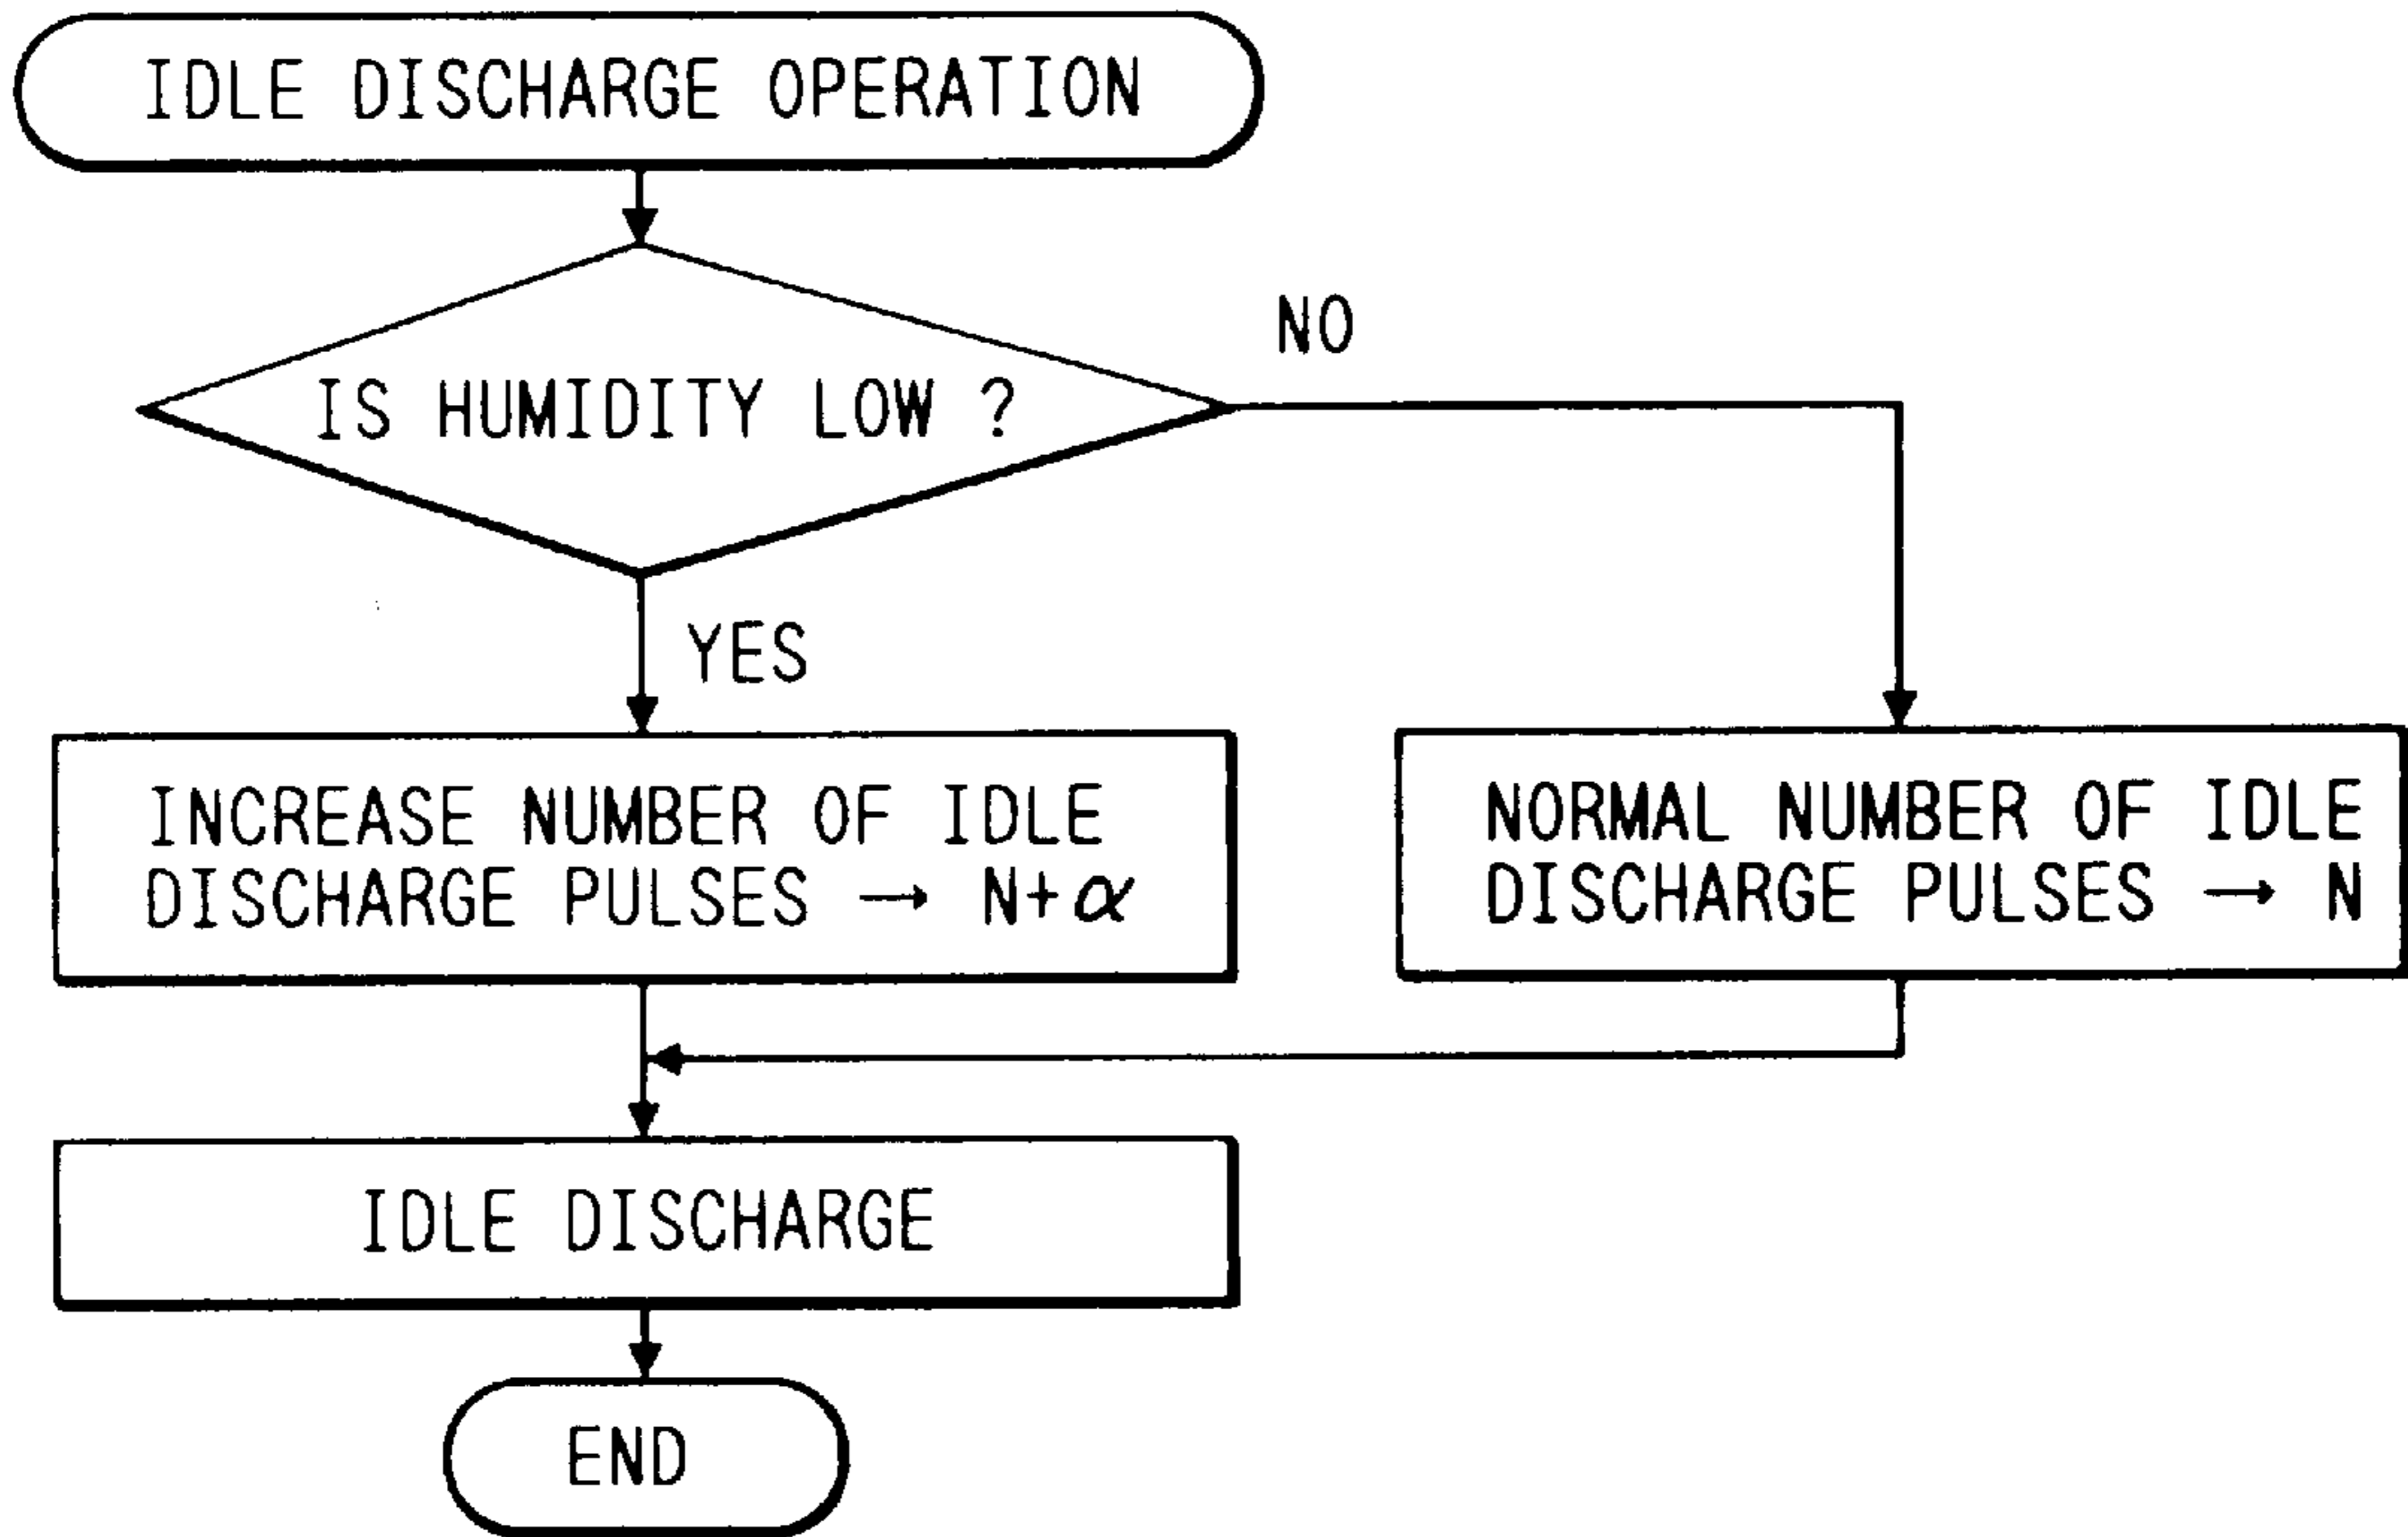 IDLE DISCHARGE OPERATION
IS HUMIDITY LOW ?
NO
YES
INCREASE NUMBER OF IDLE
DISCHARGE PULSES → N+α
NORMAL NUMBER OF IDLE
DISCHARGE PULSES → N
IDLE DISCHARGE
END